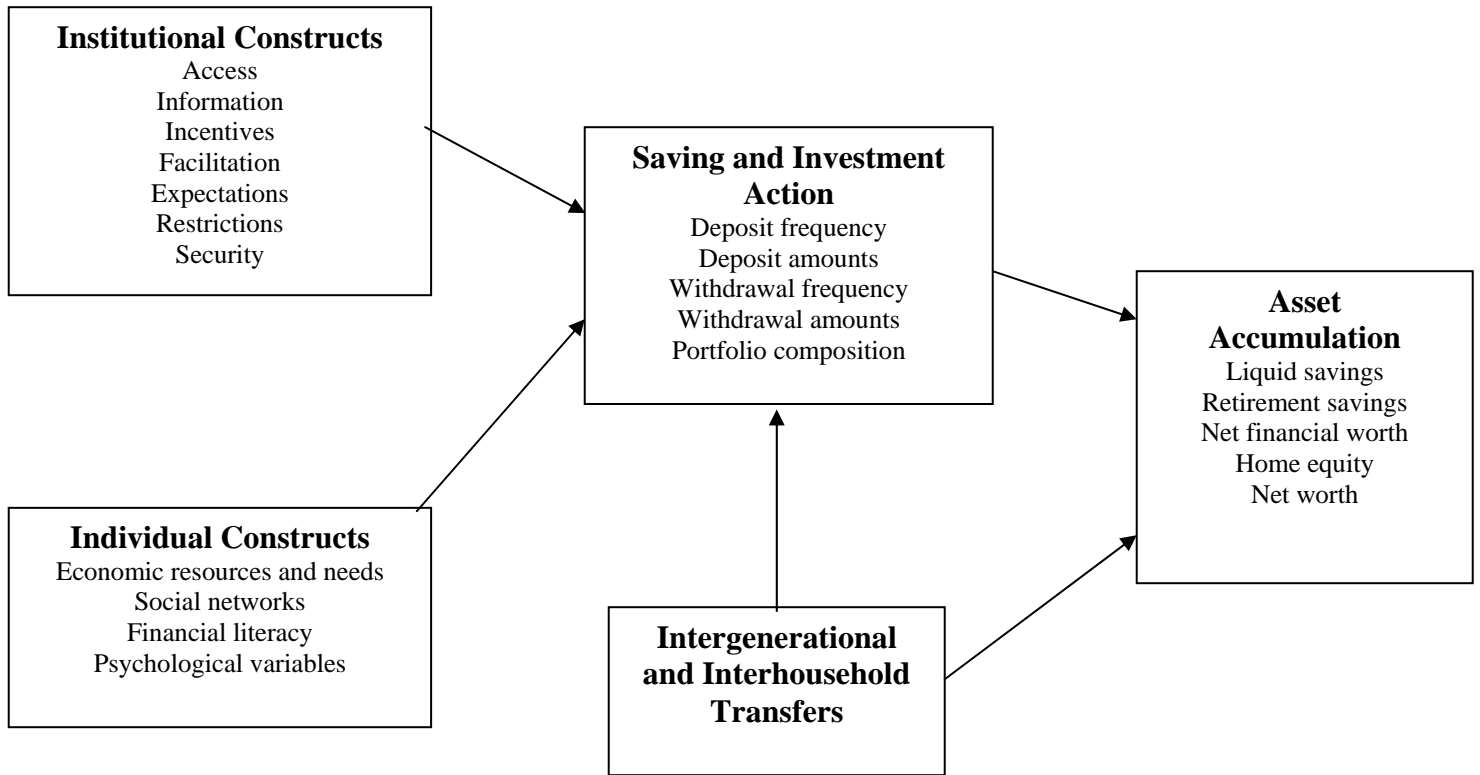 Institutional Constructs
Access
Information
Incentives
Facilitation
Expectations
Restrictions
Security
Saving and Investment
Action
Deposit frequency
Deposit amounts
Withdrawal frequency
Withdrawal amounts
Portfolio composition
Asset
Accumulation
Liquid savings
Retirement savings
Net financial worth
Home equity
Net worth
Individual Constructs
Economic resources and needs
Social networks
Financial literacy
Psychological variables
Intergenerational
and Interhousehold
Transfers